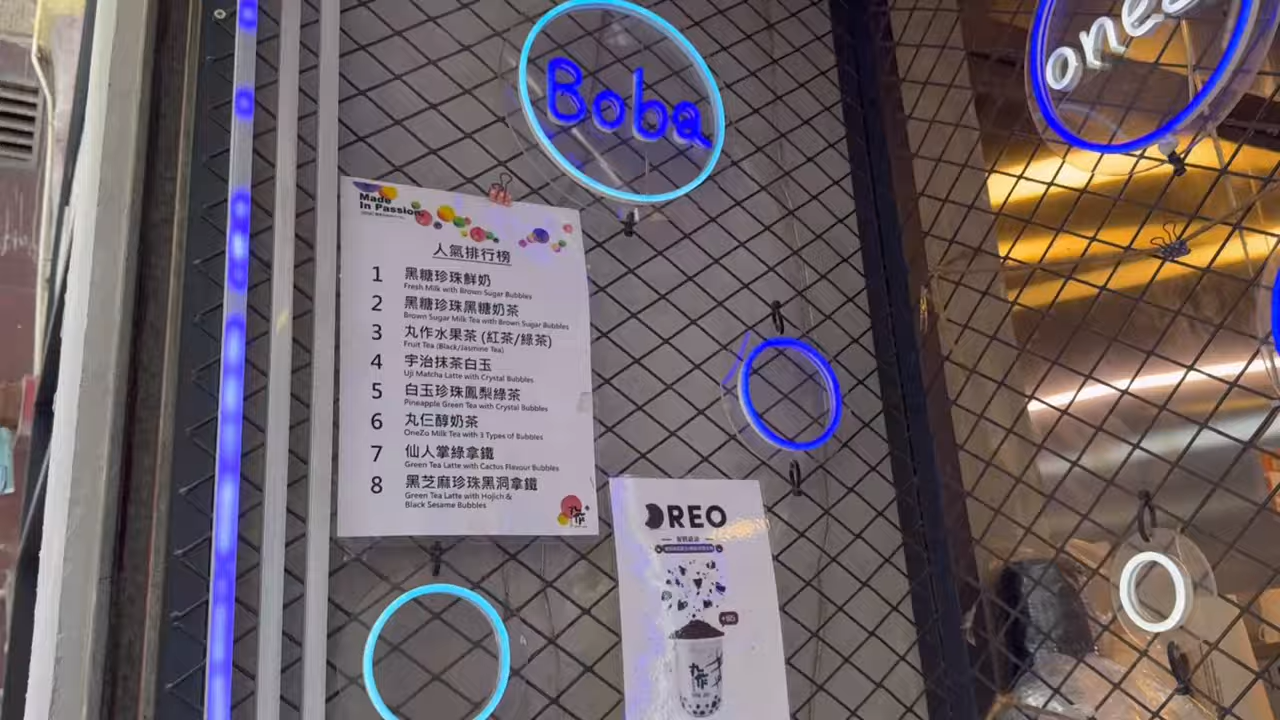 Boba
one
Made
In Passion
人氣排行榜
1 黑糖珍珠鮮奶
Fresh Milk with Brown Sugar Bubbles
2 黑糖珍珠黑糖奶茶
Brown Sugar Milk Tea with Brown Sugar Bubbles
3 丸作水果茶 (紅茶/綠茶)
Fruit Tea (Black/Jasmine Tea)
4 宇治抹茶白玉
Uji Matcha Latte with Crystal Bubbles
5 白玉珍珠鳳梨綠茶
Pineapple Green Tea with Crystal Bubbles
6 丸仨醇奶茶
OneZo Milk Tea with 3 Types of Bubbles
7 仙人掌綠拿鐵
Green Tea Latte with Cactus Flavour Bubbles
8 黑芝麻珍珠黑洞拿鐵
Green Tea Latte with Hojich &
Black Sesame Bubbles
丸作
OREO
丸作